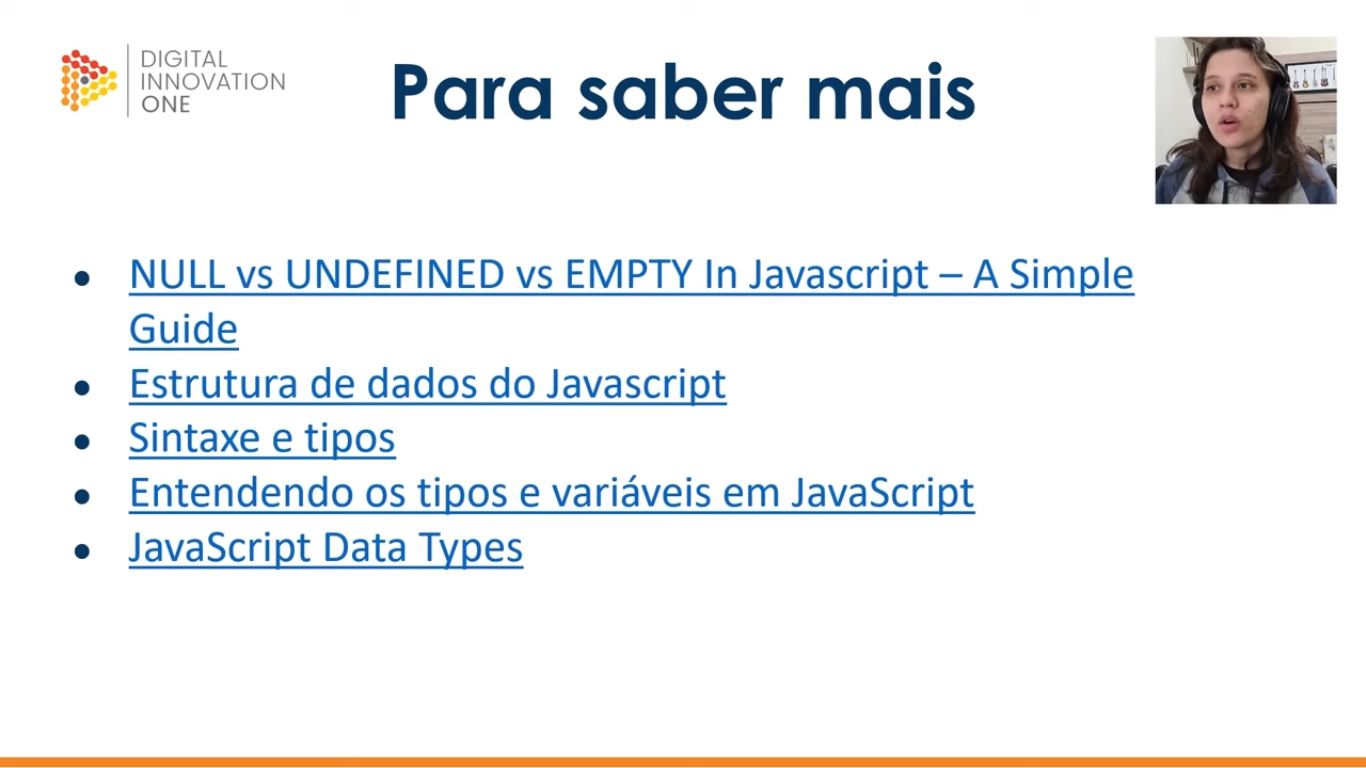 DIGITAL
INNOVATION
ONE
Para saber mais
NULL vs UNDEFINED vs EMPTY In Javascript – A Simple
Guide
Estrutura de dados do Javascript
Sintaxe e tipos
Entendendo os tipos e variáveis em JavaScript
JavaScript Data Types